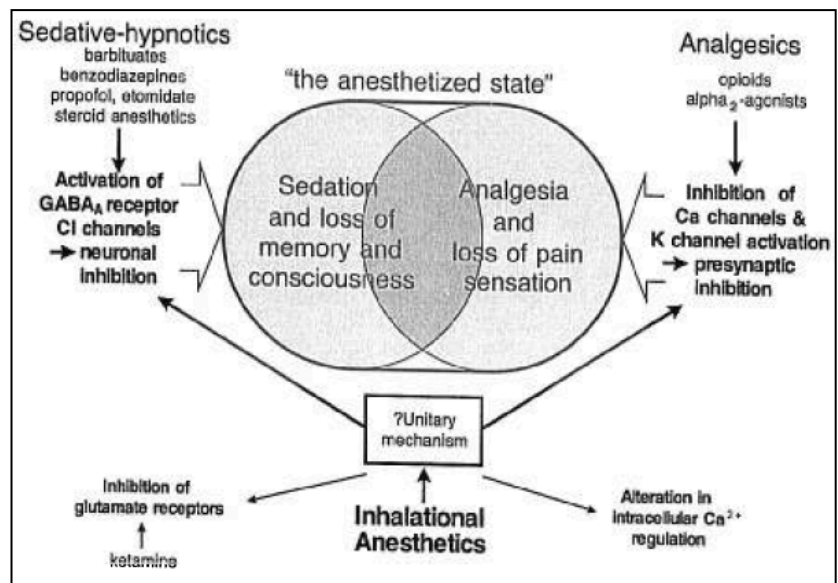 Sedative-hypnotics
barbituates
benzodiazepines
propofol, etomidate
steroid anesthetics
Activation of
GABAA receptor
Cl channels
→ neuronal
inhibition
"the anesthetized state"
Sedation
and loss of
memory and
consciousness
Analgesia
and
loss of pain
sensation
Analgesics
opioids
alpha2-agonists
Inhibition of
Ca channels &
K channel activation
→ presynaptic
inhibition
?Unitary
mechanism
Inhibition of
glutamate receptors
ketamine
Inhalational
Anesthetics
Alteration in
intracellular Ca2+
regulation